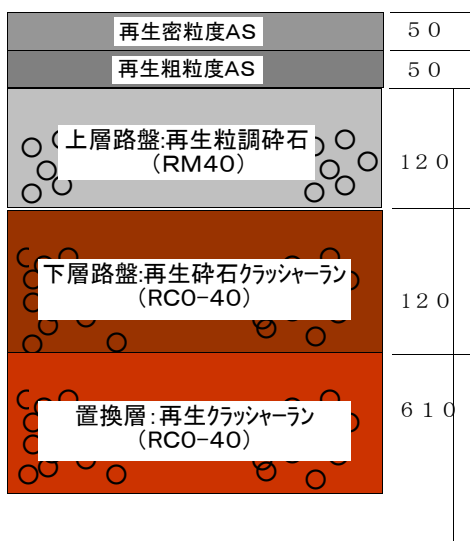 再生密粒度AS
50
再生粗粒度AS
50
上層路盤:再生粒調砕石
(RM40)
120
下層路盤:再生砕石クラッシャーラン
(RC0-40)
120
置換層:再生クラッシャーラン
(RC0-40)
610